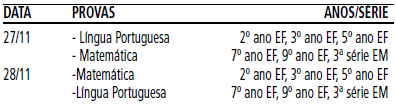 DATA PROVAS ANOS/SÉRIE
27/11 - Língua Portuguesa 2º ano EF, 3º ano EF, 5º ano EF
- Matemática 7º ano EF, 9º ano EF, 3ª série EM
28/11 -Matemática 2º ano EF, 3º ano EF, 5º ano EF
-Língua Portuguesa 7º ano EF, 9º ano EF, 3ª série EM